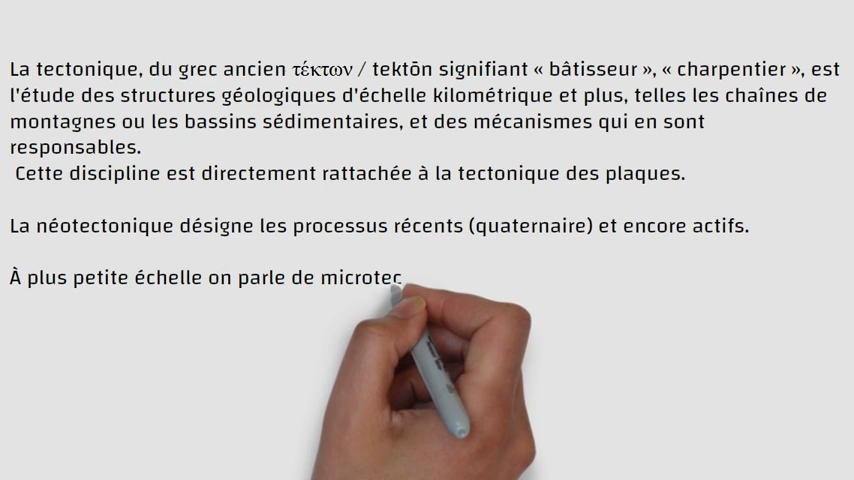 La tectonique, du grec ancien τέκτων / tektōn signifiant « bâtisseur », « charpentier », est
l'étude des structures géologiques d'échelle kilométrique et plus, telles les chaînes de
montagnes ou les bassins sédimentaires, et des mécanismes qui en sont
responsables.
Cette discipline est directement rattachée à la tectonique des plaques.
La néotectonique désigne les processus récents (quaternaire) et encore actifs.
À plus petite échelle on parle de microtec